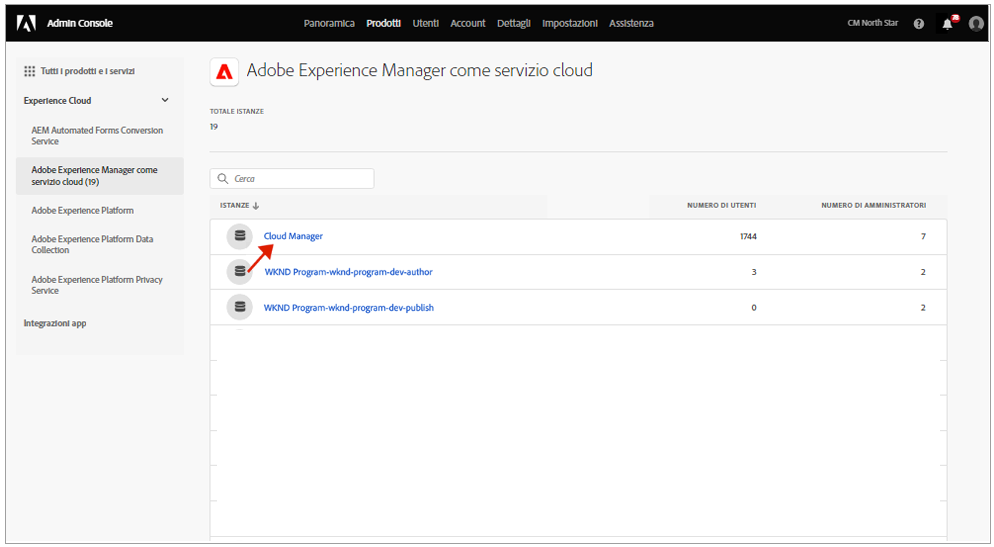 Admin Console
Panoramica Prodotti Utenti Account Dettagli Impostazioni Assistenza
CM North Star
78
Tutti i prodotti e i servizi
Experience Cloud
AEM Automated Forms Conversion
Service
Adobe Experience Manager come
servizio cloud (19)
Adobe Experience Platform
Adobe Experience Platform Data
Collection
Adobe Experience Platform Privacy
Service
Integrazioni app
Adobe Experience Manager come servizio cloud
TOTALE ISTANZE
19
Cerca
ISTANZE NUMERO DI UTENTI NUMERO DI AMMINISTRATORI
Cloud Manager 1744 7
WKND Program-wknd-program-dev-author 3 2
WKND Program-wknd-program-dev-publish 0 2